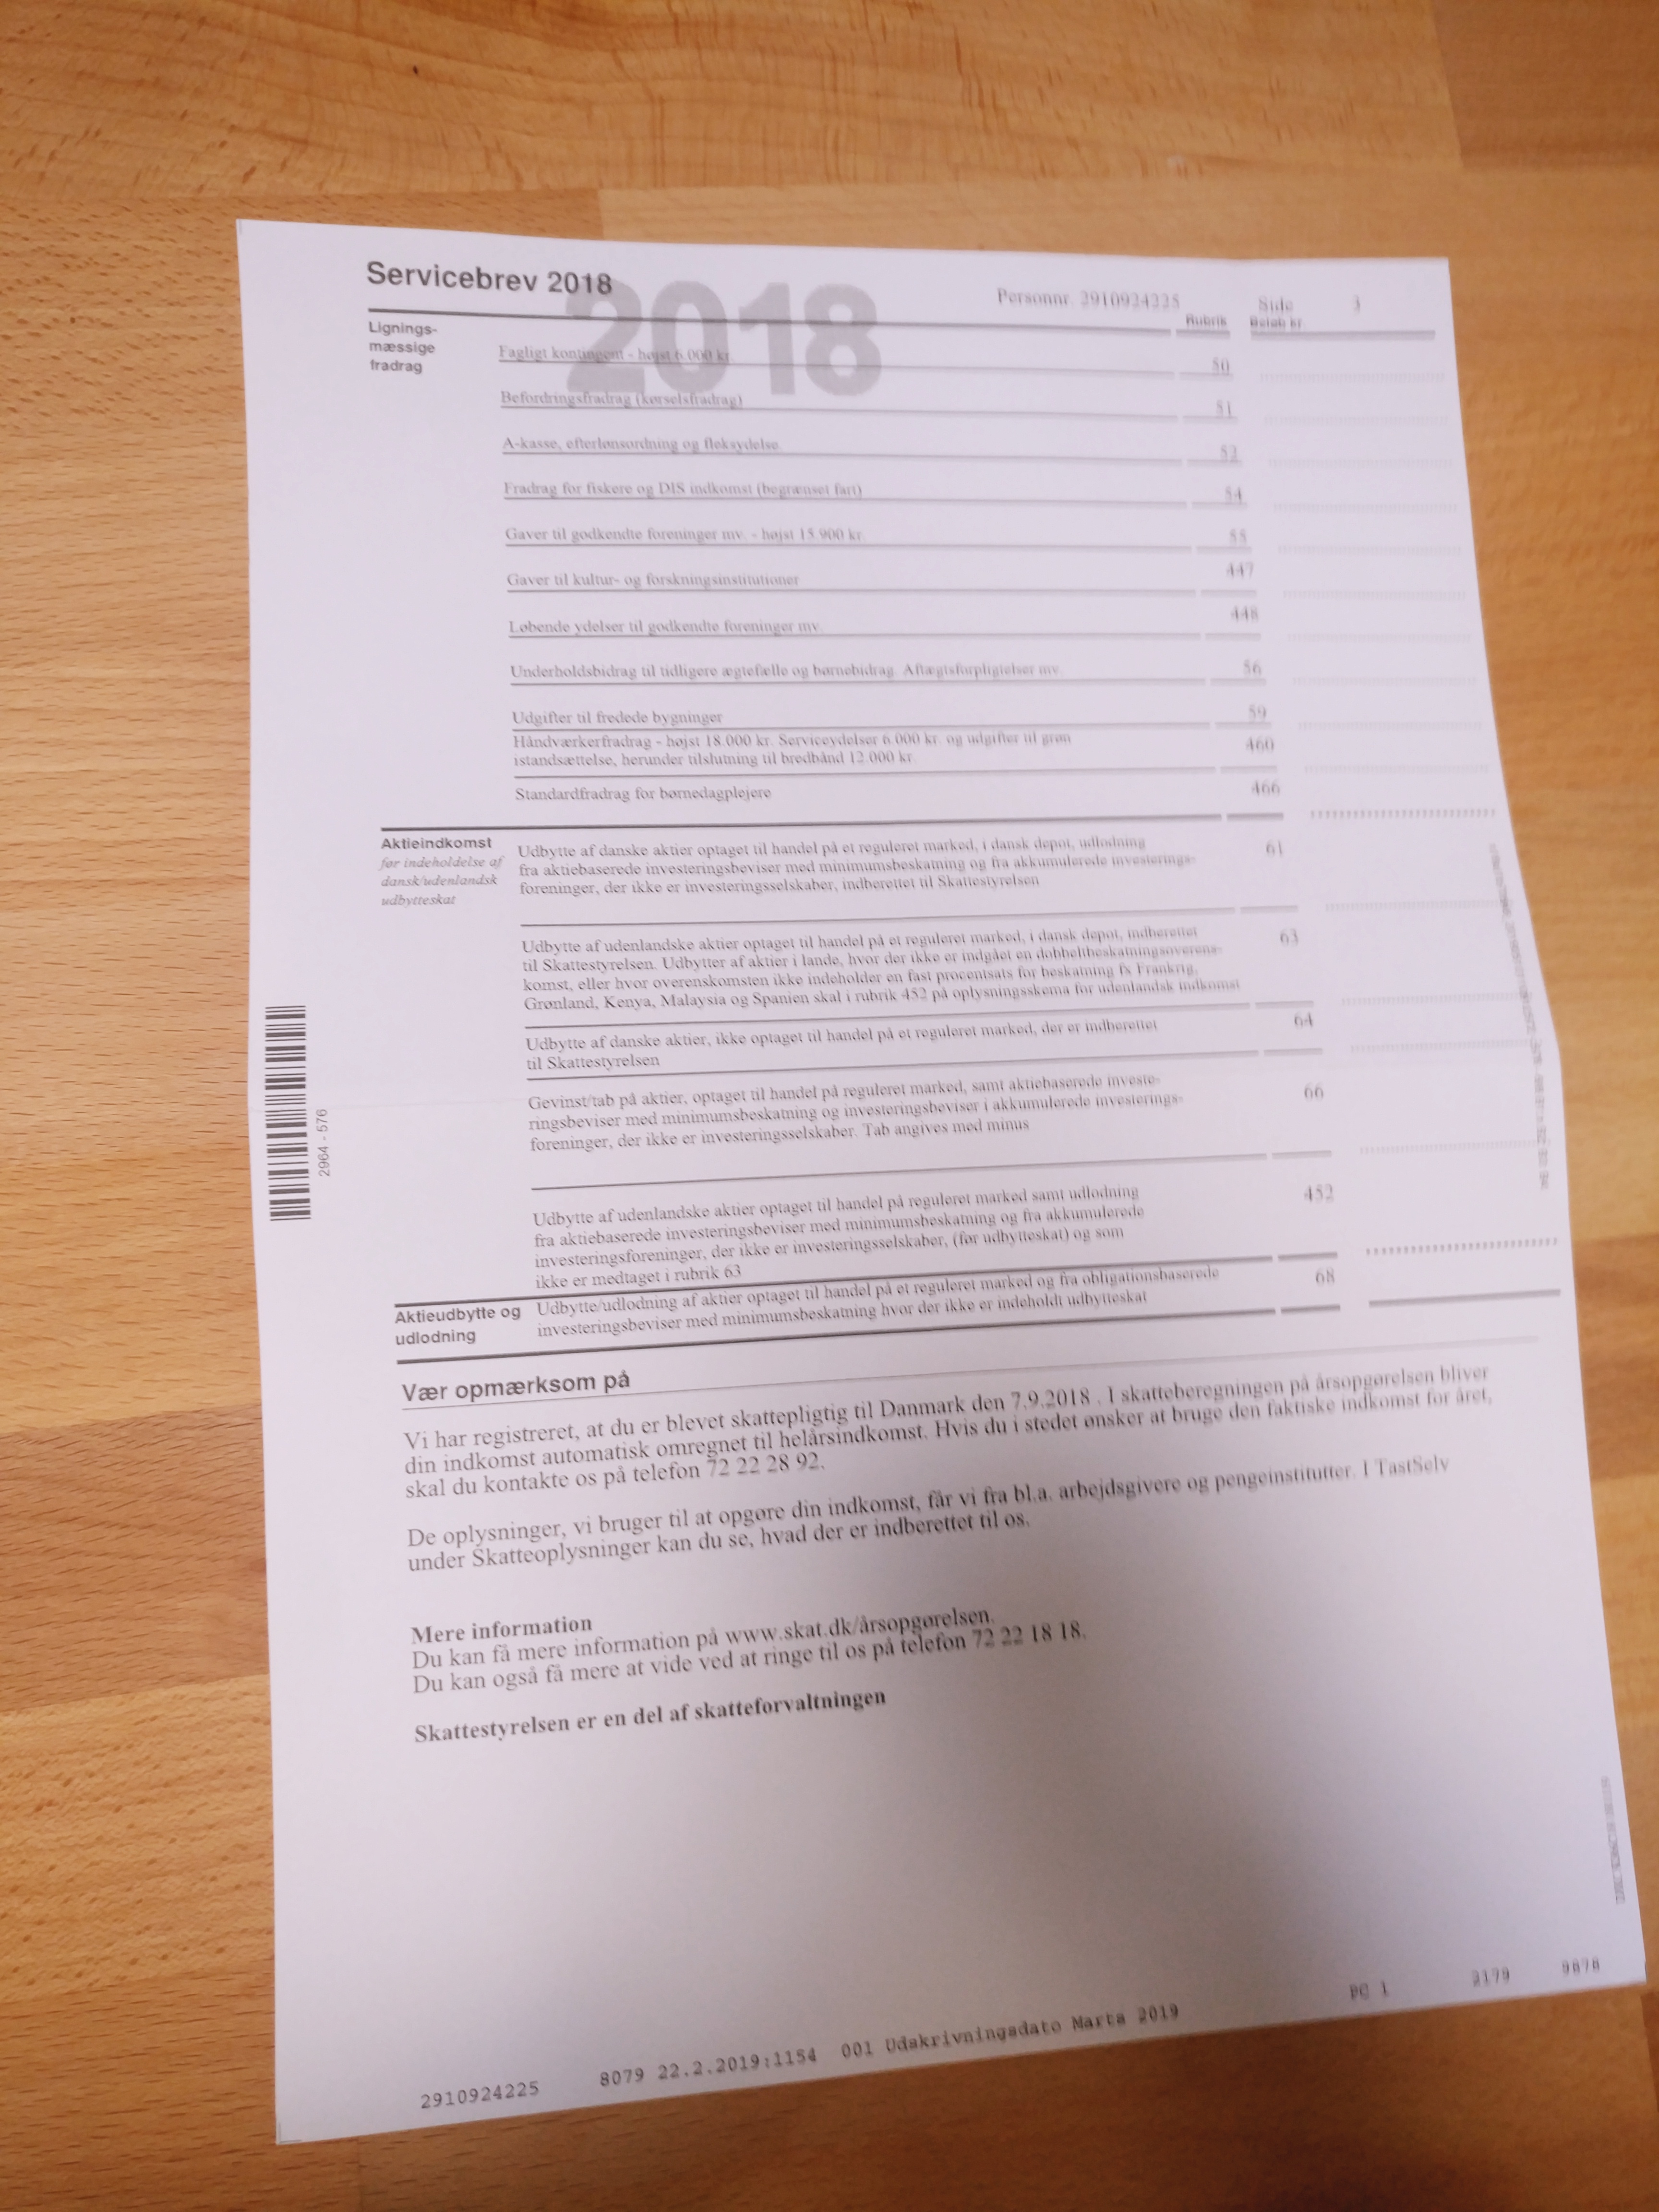 Servicebrev 2018
2018
Personnr. 2910924225
Side 3
Rubrik
Beløb kr.
Lignings-
mæssige
fradrag
Fagligt kontingent - højst 6.000 kr. 50
Befordringsfradrag (kørselsfradrag) 51
A-kasse, efterlønsordning og fleksydelse 52
Fradrag for fiskere og DIS indkomst (begrænset fart) 54
Gaver til godkendte foreninger mv. - højst 15.900 kr. 55
Gaver til kultur- og forskningsinstitutioner 447
Løbende ydelser til godkendte foreninger mv. 448
Underholdsbidrag til tidligere ægtefælle og børnebidrag. Aftægtsforpligtelser mv. 56
Udgifter til fredede bygninger 59
Håndværkerfradrag - højst 18.000 kr. Serviceydelser 6.000 kr. og udgifter til grøn 460
istandsættelse, herunder tilslutning til bredbånd 12.000 kr.
Standardfradrag for børnedagplejere 466
Aktieindkomst
før indeholdelse af
dansk/udenlandsk
udbytteskat
Udbytte af danske aktier optaget til handel på et reguleret marked, i dansk depot, udlodning 61
fra aktiebaserede investeringsbeviser med minimumsbeskatning og fra akkumulerede investerings-
foreninger, der ikke er investeringsselskaber, indberettet til Skattestyrelsen
Udbytte af udenlandske aktier optaget til handel på et reguleret marked, i dansk depot, indberettet 63
til Skattestyrelsen. Udbytter af aktier i lande, hvor der ikke er indgået en dobbeltbeskatningsoverens-
komst, eller hvor overenskomsten ikke indeholder en fast procentsats for beskatning fx Frankrig,
Grønland, Kenya, Malaysia og Spanien skal i rubrik 452 på oplysningsskema for udenlandsk indkomst
Udbytte af danske aktier, ikke optaget til handel på et reguleret marked, der er indberettet 64
til Skattestyrelsen
Gevinst/tab på aktier, optaget til handel på reguleret marked, samt aktiebaserede investe- 66
ringsbeviser med minimumsbeskatning og investeringsbeviser i akkumulerede investerings-
foreninger, der ikke er investeringsselskaber. Tab angives med minus
Udbytte af udenlandske aktier optaget til handel på reguleret marked samt udlodning 452
fra aktiebaserede investeringsbeviser med minimumsbeskatning og fra akkumulerede
investeringsforeninger, der ikke er investeringsselskaber, (før udbytteskat) og som
ikke er medtaget i rubrik 63
Aktieudbytte og
udlodning
Udbytte/udlodning af aktier optaget til handel på et reguleret marked og fra obligationsbaserede 68
investeringsbeviser med minimumsbeskatning hvor der ikke er indeholdt udbytteskat
2964 - 576
Vær opmærksom på
Vi har registreret, at du er blevet skattepligtig til Danmark den 7.9.2018 . I skatteberegningen på årsopgørelsen bliver
din indkomst automatisk omregnet til helårsindkomst. Hvis du i stedet ønsker at bruge den faktiske indkomst for året,
skal du kontakte os på telefon 72 22 28 92.
De oplysninger, vi bruger til at opgøre din indkomst, får vi fra bl.a. arbejdsgivere og pengeinstitutter. I TastSelv
under Skatteoplysninger kan du se, hvad der er indberettet til os.
Mere information
Du kan få mere information på www.skat.dk/årsopgørelsen.
Du kan også få mere at vide ved at ringe til os på telefon 72 22 18 18.
Skattestyrelsen er en del af skatteforvaltningen
2910924225 8079 22.2.2019:1154 001 Udskrivningsdato Marts 2019 PC 1 2179 9878